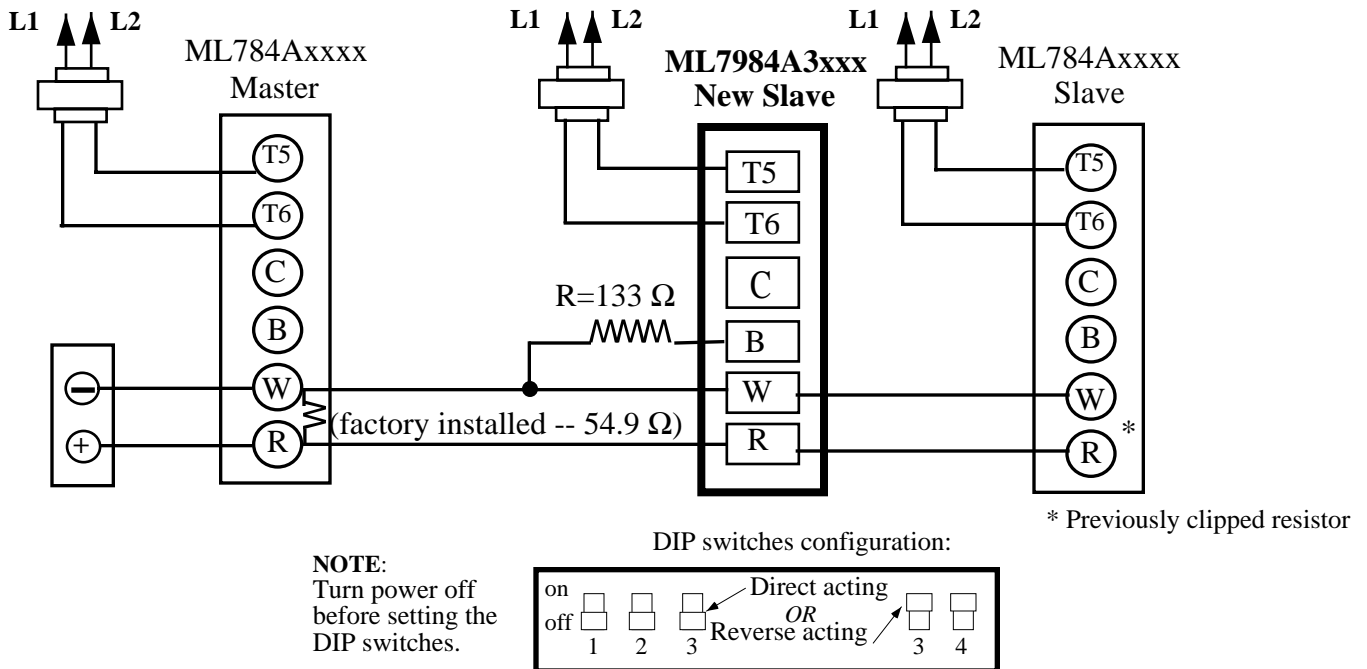 L1 L2
ML784Axxxx
Master
T5
T6
C
B
W
R
−
+
(factory installed -- 54.9 Ω)
L1 L2
ML7984A3xxx
New Slave
R=133 Ω
T5
T6
C
B
W
R
L1 L2
ML784Axxxx
Slave
T5
T6
C
B
W
R
*
* Previously clipped resistor
NOTE:
Turn power off
before setting the
DIP switches.
DIP switches configuration:
on
off
Direct acting
OR
Reverse acting
1 2 3 3 4